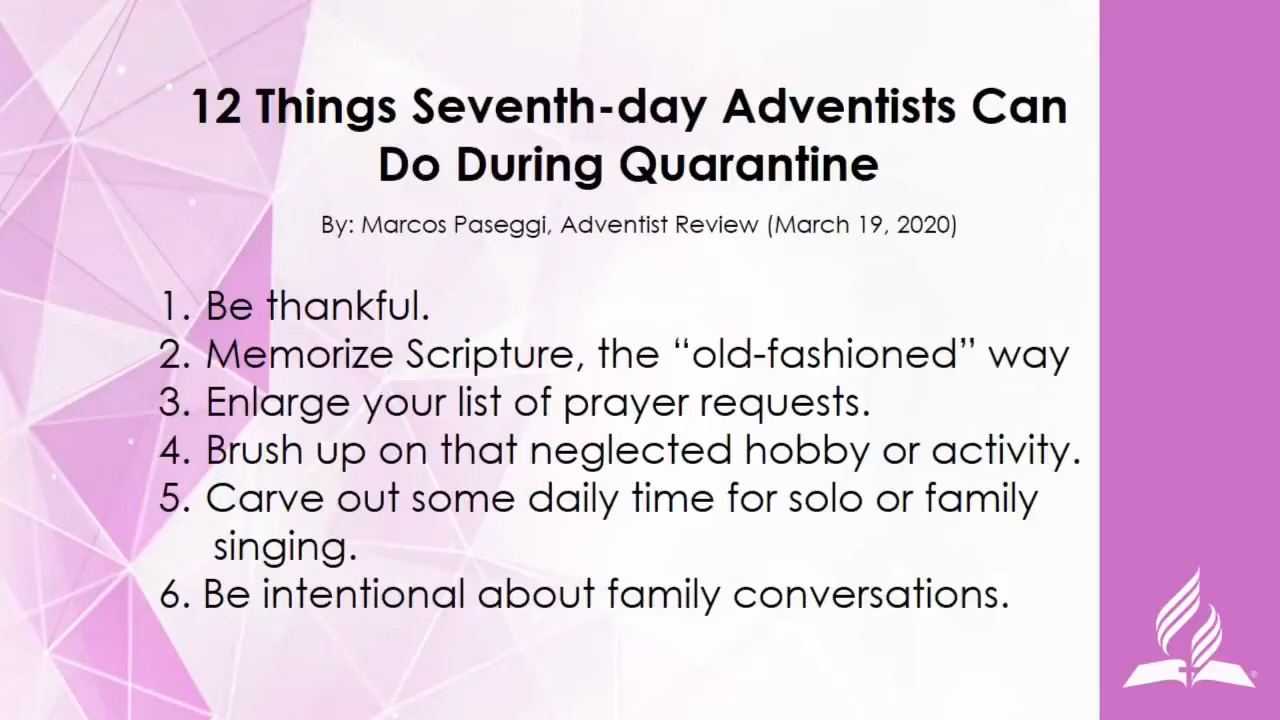 12 Things Seventh-day Adventists Can
Do During Quarantine
By: Marcos Paseggi, Adventist Review (March 19, 2020)
1. Be thankful.
2. Memorize Scripture, the “old-fashioned” way
3. Enlarge your list of prayer requests.
4. Brush up on that neglected hobby or activity.
5. Carve out some daily time for solo or family
singing.
6. Be intentional about family conversations.
®